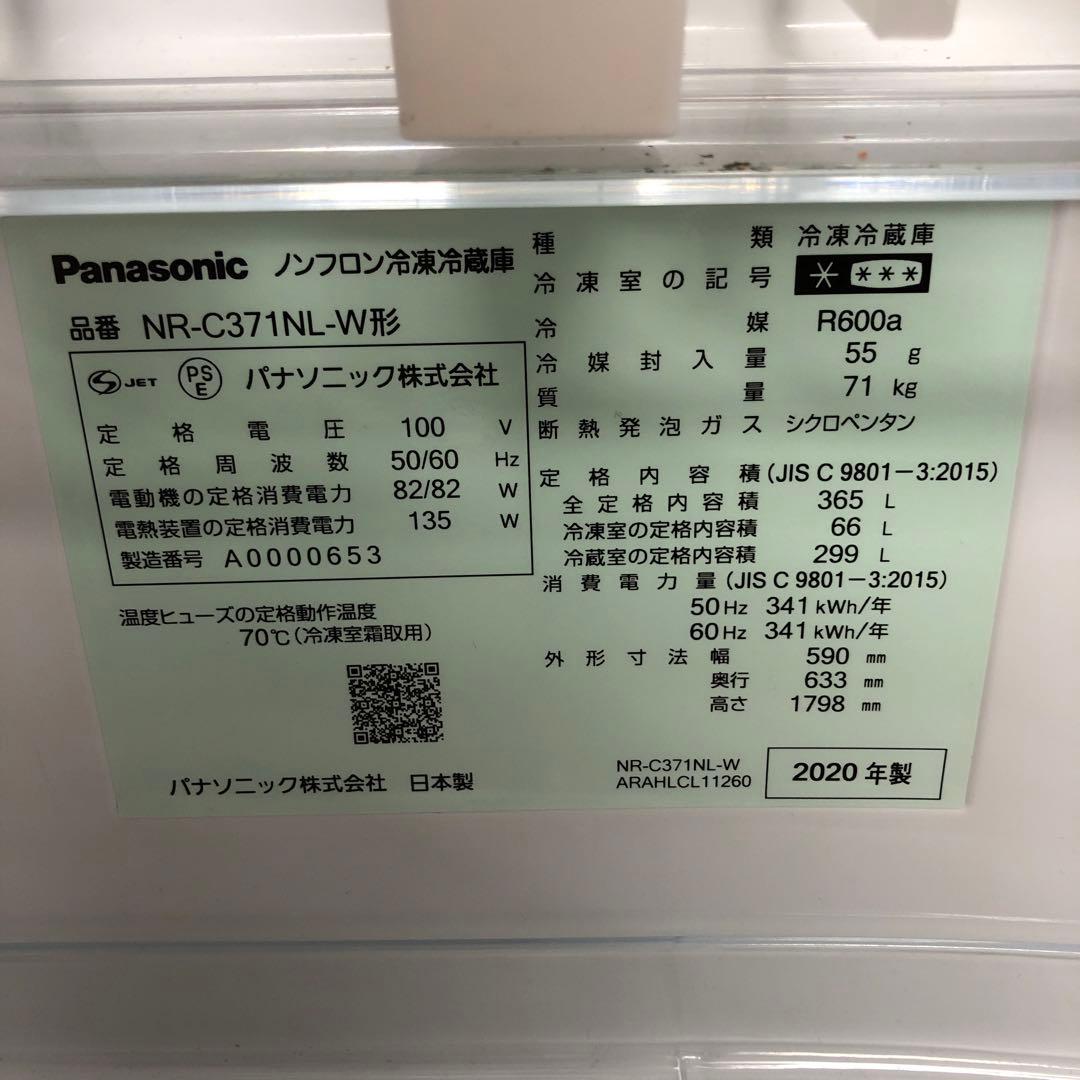 Panasonic ノンフロン冷凍冷蔵庫
品番 NR-C371NL-W形
JET PSE パナソニック株式会社
定格電圧 100 V
定格周波数 50/60 Hz
電動機の定格消費電力 82/82 W
電熱装置の定格消費電力 135 W
製造番号 A0000653
温度ヒューズの定格動作温度
70℃(冷凍室霜取用)
パナソニック株式会社 日本製
種類 冷凍冷蔵庫
冷凍室の記号 * ***
冷媒 R600a
冷媒封入量 55 g
質量 71 kg
断熱発泡ガス シクロペンタン
定格内容積(JIS C 9801-3:2015)
全定格内容積 365 L
冷凍室の定格内容積 66 L
冷蔵室の定格内容積 299 L
消費電力量(JIS C 9801-3:2015)
50Hz 341kWh/年
60Hz 341kWh/年
外形寸法幅 590 mm
奥行 633 mm
高さ 1798 mm
NR-C371NL-W
ARAHLCL11260
2020年製